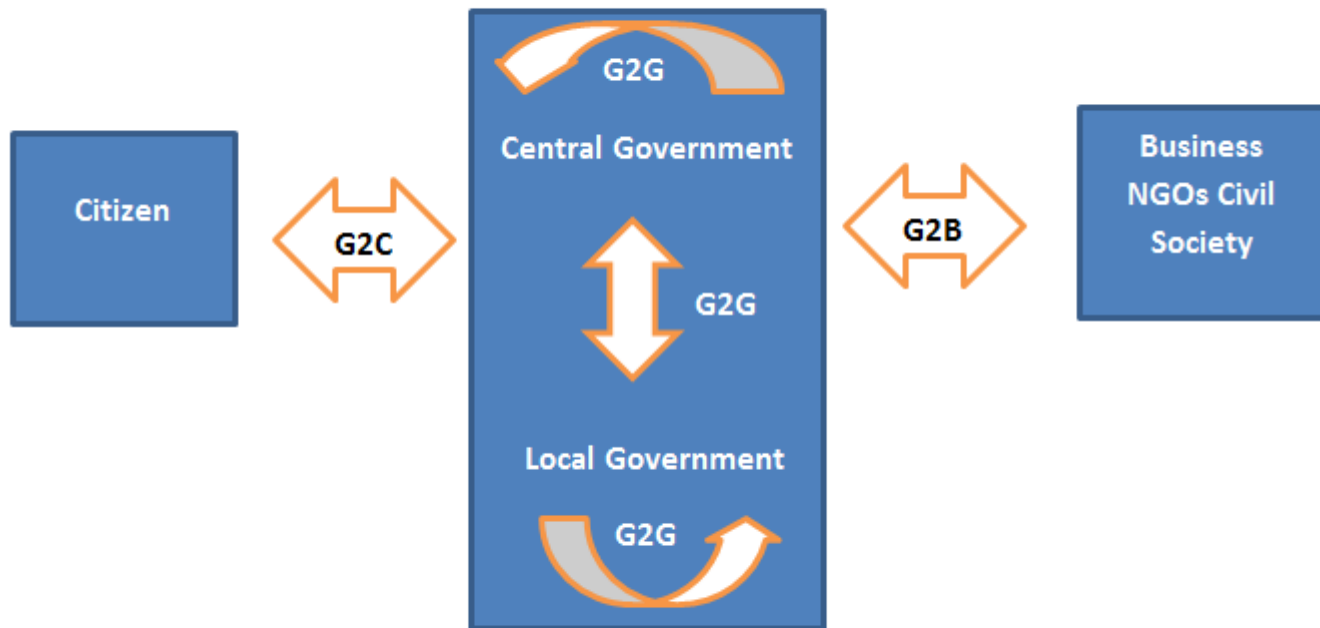 G2G
Central Government
Citizen
G2C
G2B
Business
NGOs Civil
Society
G2G
Local Government
G2G